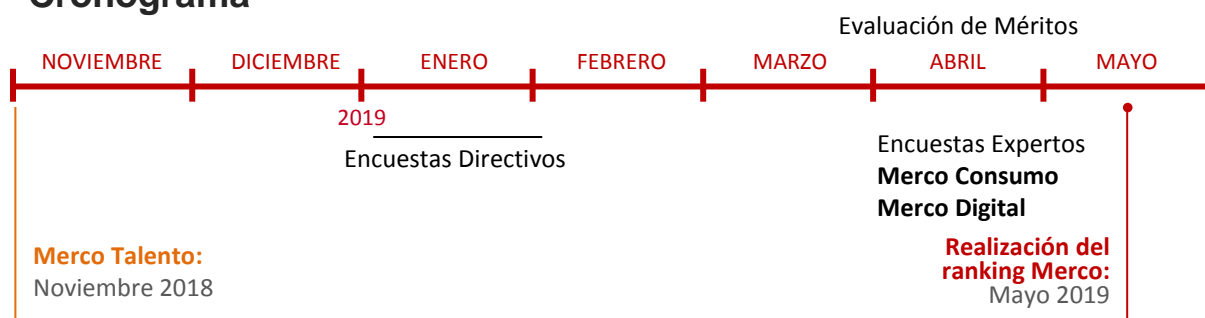 Cronograma
Evaluación de Méritos
NOVIEMBRE DICIEMBRE ENERO FEBRERO MARZO ABRIL MAYO
2019
Encuestas Directivos
Encuestas Expertos
Merco Consumo
Merco Digital
Merco Talento:
Noviembre 2018
Realización del
ranking Merco:
Mayo 2019